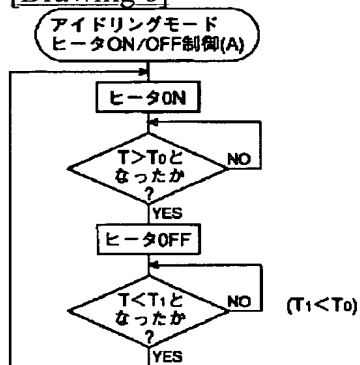 [Drawing 6]
アイドリングモード
ヒータON/OFF制御(A)
ヒータON
T>T₀と
なったか
?
NO
YES
ヒータOFF
T<T₁と
なったか
?
NO
(T₁<T₀)
YES